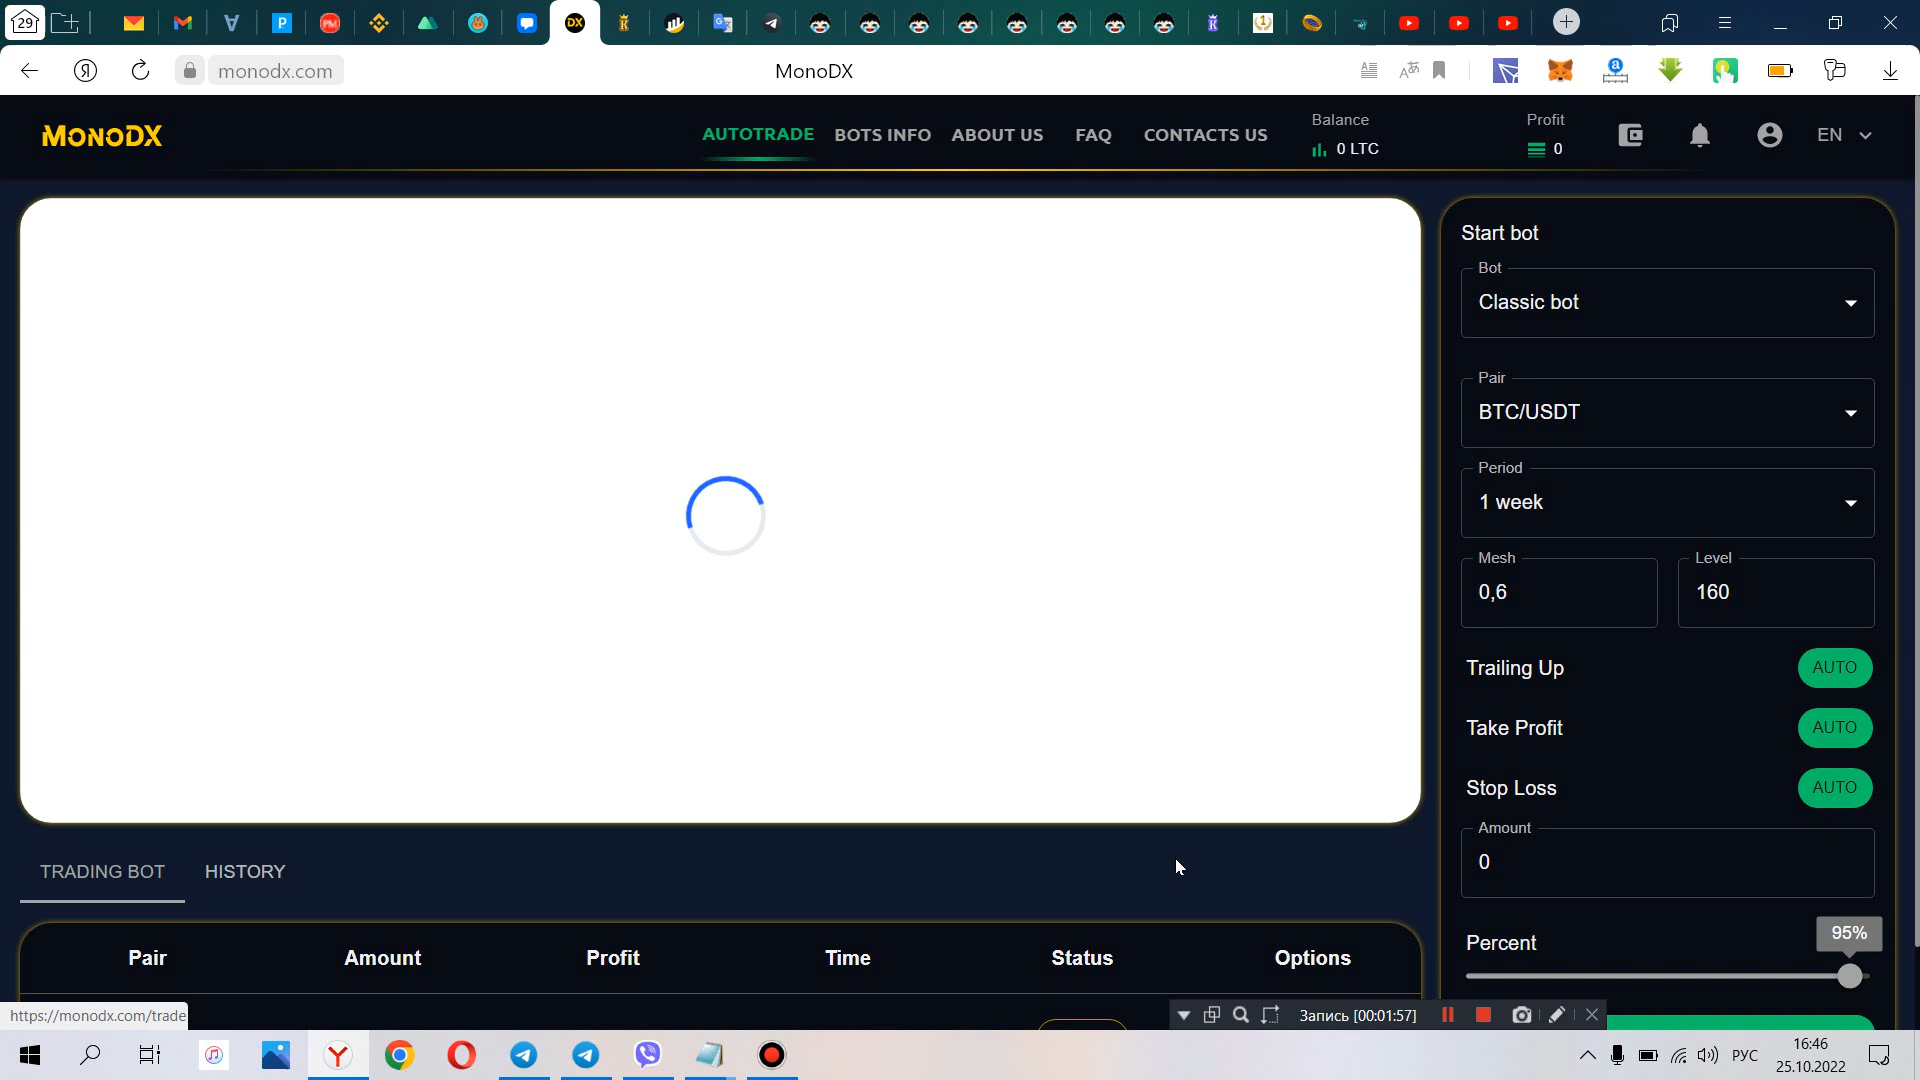 29
monodx.com
MonoDX
MONODX
AUTOTRADE
BOTS INFO
ABOUT US
FAQ
CONTACTS US
Balance
0 LTC
Profit
0
EN
Start bot
Bot
Classic bot
Pair
BTC/USDT
Period
1 week
Mesh
0,6
Level
160
Trailing Up
AUTO
Take Profit
AUTO
Stop Loss
AUTO
Amount
0
Percent
95%
TRADING BOT
HISTORY
Pair
Amount
Profit
Time
Status
Options
https://monodx.com/trade
Запись [00:01:57]
РУС
16:46
25.10.2022